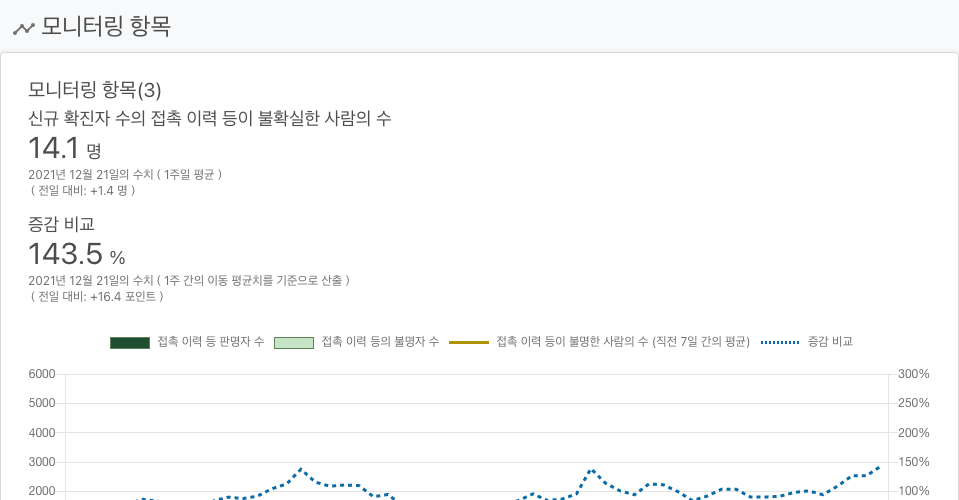 모니터링 항목
모니터링 항목(3)
신규 확진자 수의 접촉 이력 등이 불확실한 사람의 수
14.1 명
2021년 12월 21일의 수치 ( 1주일 평균 )
( 전일 대비: +1.4 명 )
증감 비교
143.5 %
2021년 12월 21일의 수치 ( 1주 간의 이동 평균치를 기준으로 산출 )
( 전일 대비: +16.4 포인트 )
접촉 이력 등 판명자 수 접촉 이력 등의 불명자 수 접촉 이력 등이 불명한 사람의 수 (직전 7일 간의 평균) 증감 비교
6000 300%
5000 250%
4000 200%
3000 150%
2000 100%